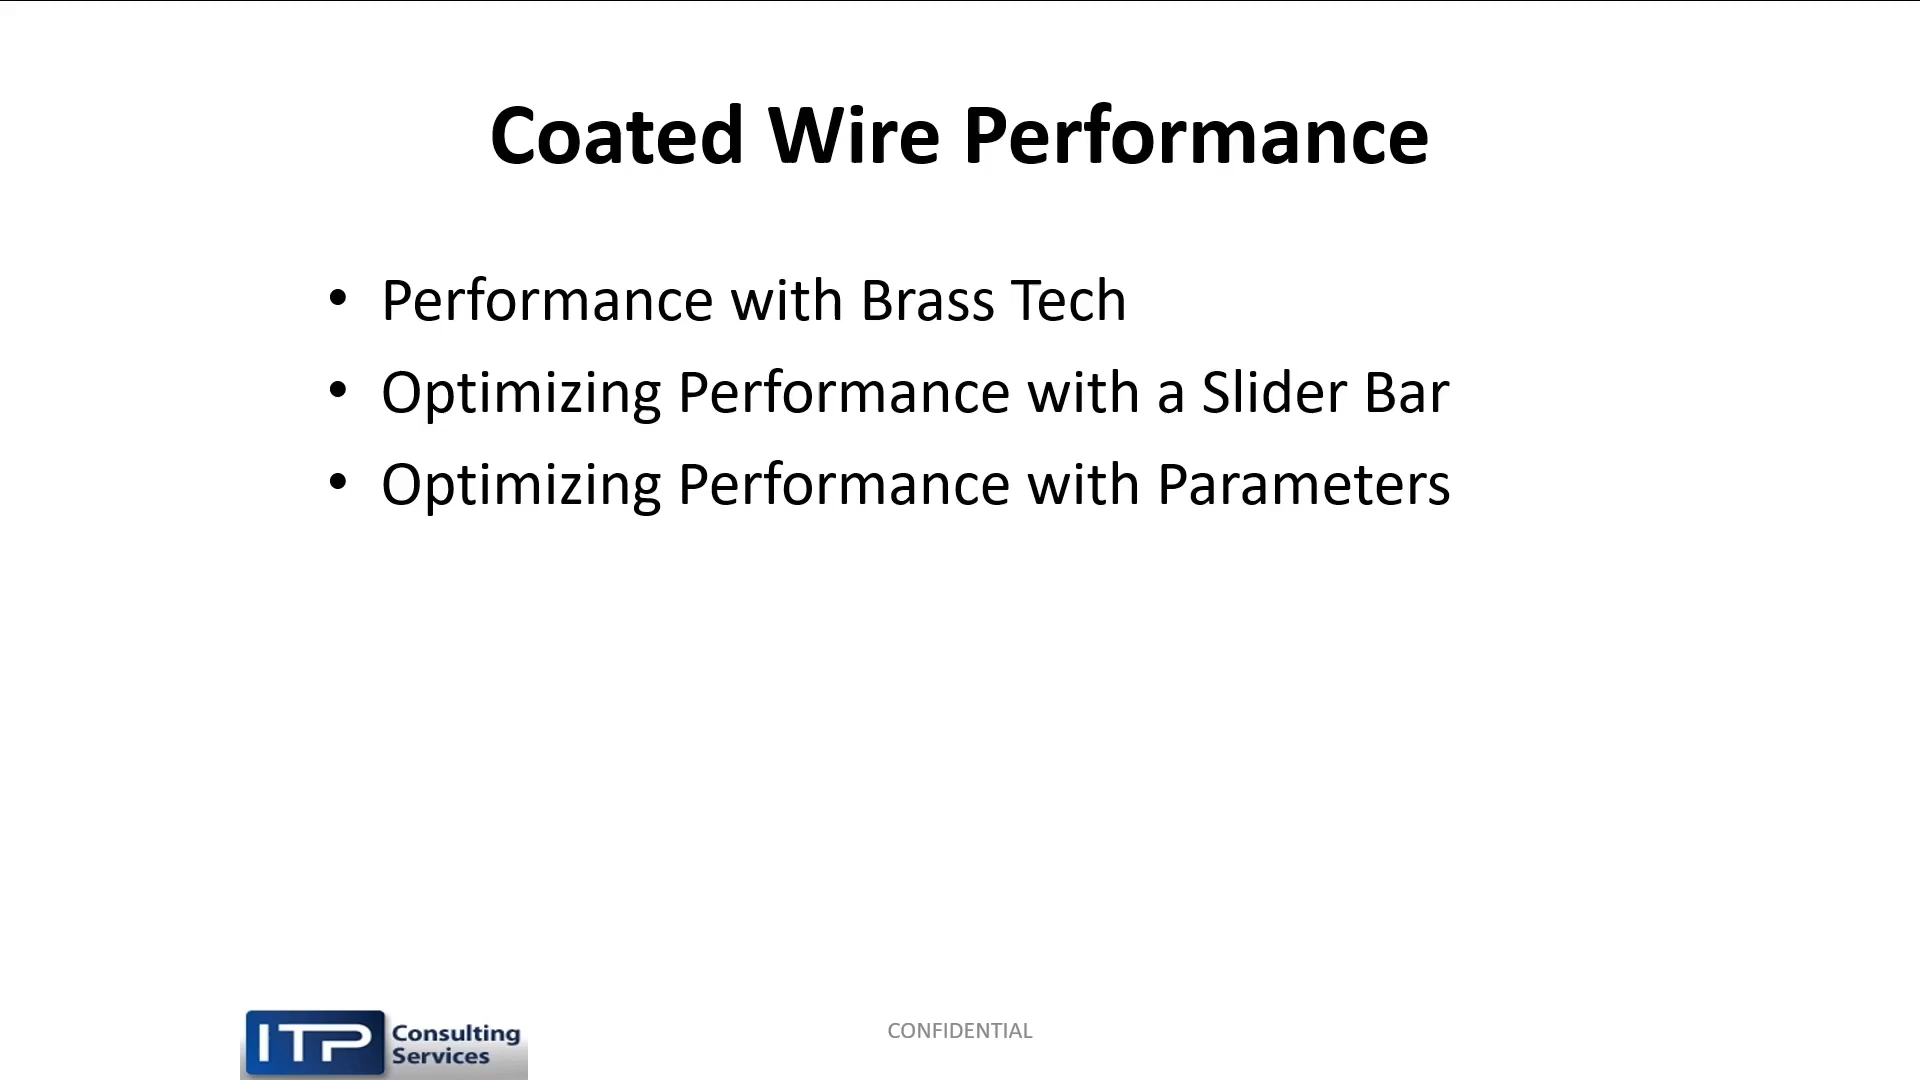 Coated Wire Performance
• Performance with Brass Tech
• Optimizing Performance with a Slider Bar
• Optimizing Performance with Parameters
ITP Consulting
Services
CONFIDENTIAL